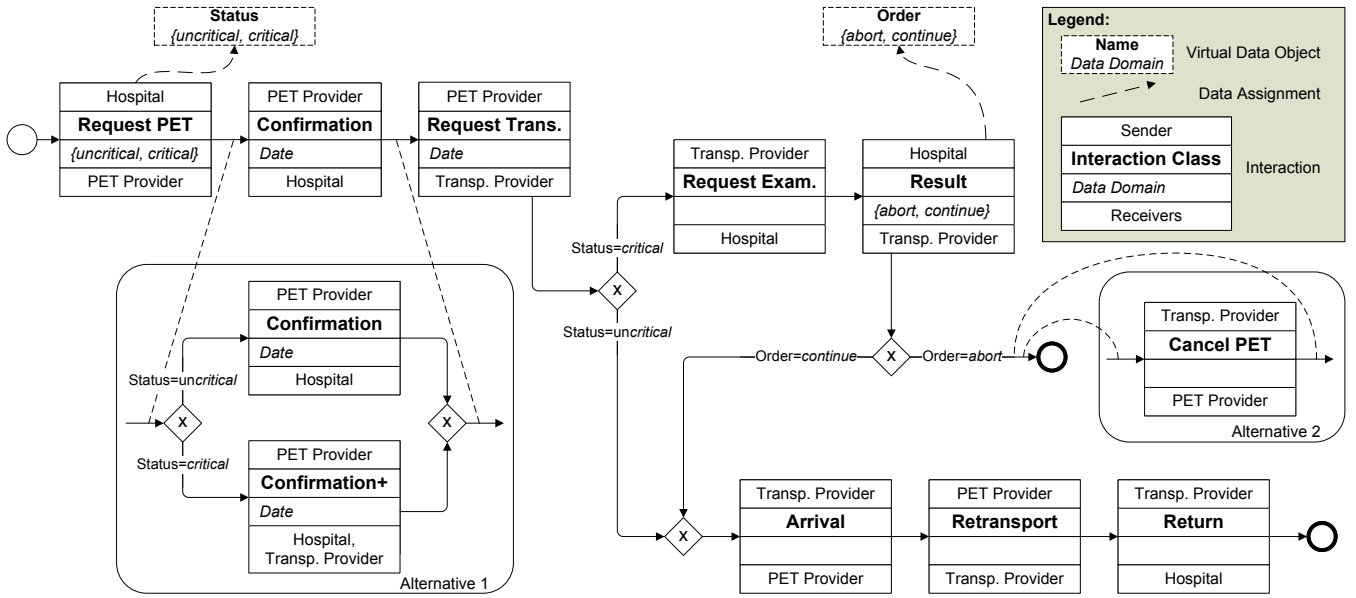 Status
{uncritical, critical}
Order
{abort, continue}
Legend:
Name
Data Domain
Virtual Data Object
Data Assignment
Sender
Interaction Class
Data Domain
Receivers
Interaction
Hospital
Request PET
{uncritical, critical}
PET Provider
PET Provider
Confirmation
Date
Hospital
PET Provider
Request Trans.
Date
Transp. Provider
Transp. Provider
Request Exam.
Hospital
Hospital
Result
{abort, continue}
Transp. Provider
Status=critical
X
Status=uncritical
Order=continue
X
Order=abort
Transp. Provider
Cancel PET
PET Provider
Alternative 2
PET Provider
Confirmation
Date
Hospital
Status=uncritical
X
X
Status=critical
PET Provider
Confirmation+
Date
Hospital,
Transp. Provider
Alternative 1
X
Transp. Provider
Arrival
PET Provider
PET Provider
Retransport
Transp. Provider
Transp. Provider
Return
Hospital